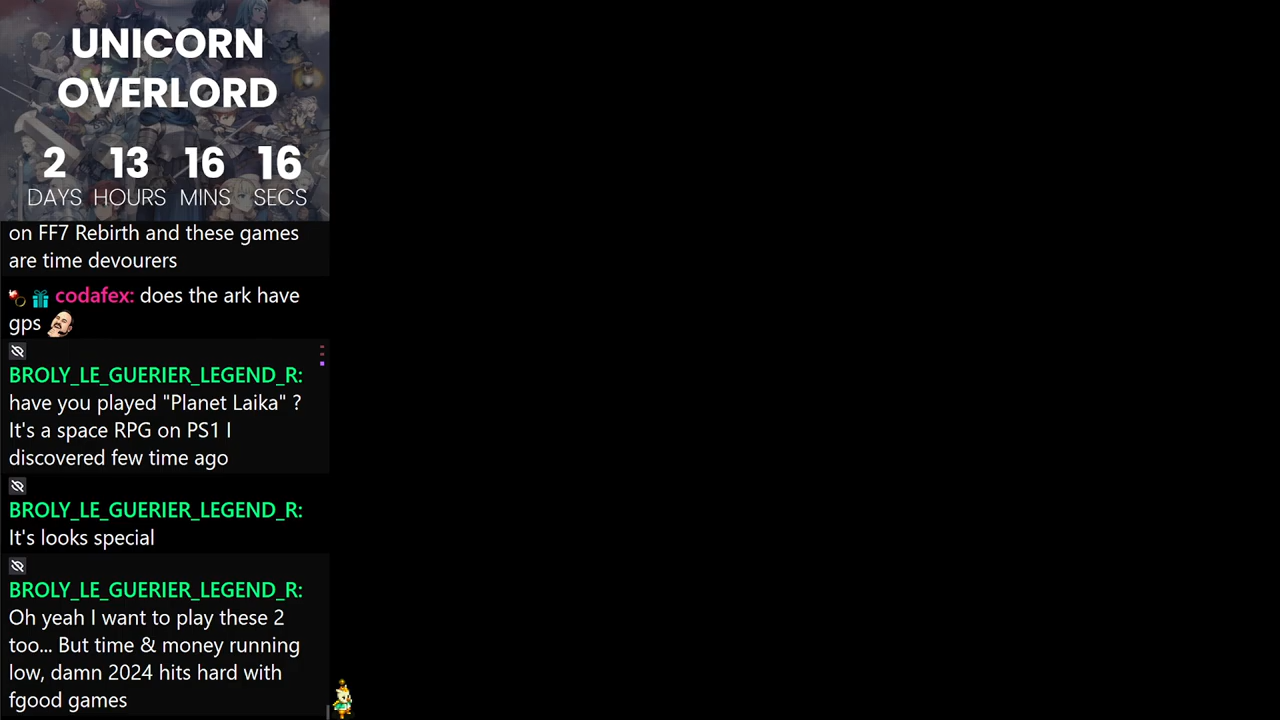 UNICORN
OVERLORD
2 13 16 16
DAYS HOURS MINS SECS
on FF7 Rebirth and these games
are time devourers
codafex: does the ark have
gps
BROLY_LE_GUERIER_LEGEND_R:
have you played "Planet Laika" ?
It's a space RPG on PS1 I
discovered few time ago
BROLY_LE_GUERIER_LEGEND_R:
It's looks special
BROLY_LE_GUERIER_LEGEND_R:
Oh yeah I want to play these 2
too... But time & money running
low, damn 2024 hits hard with
fgood games